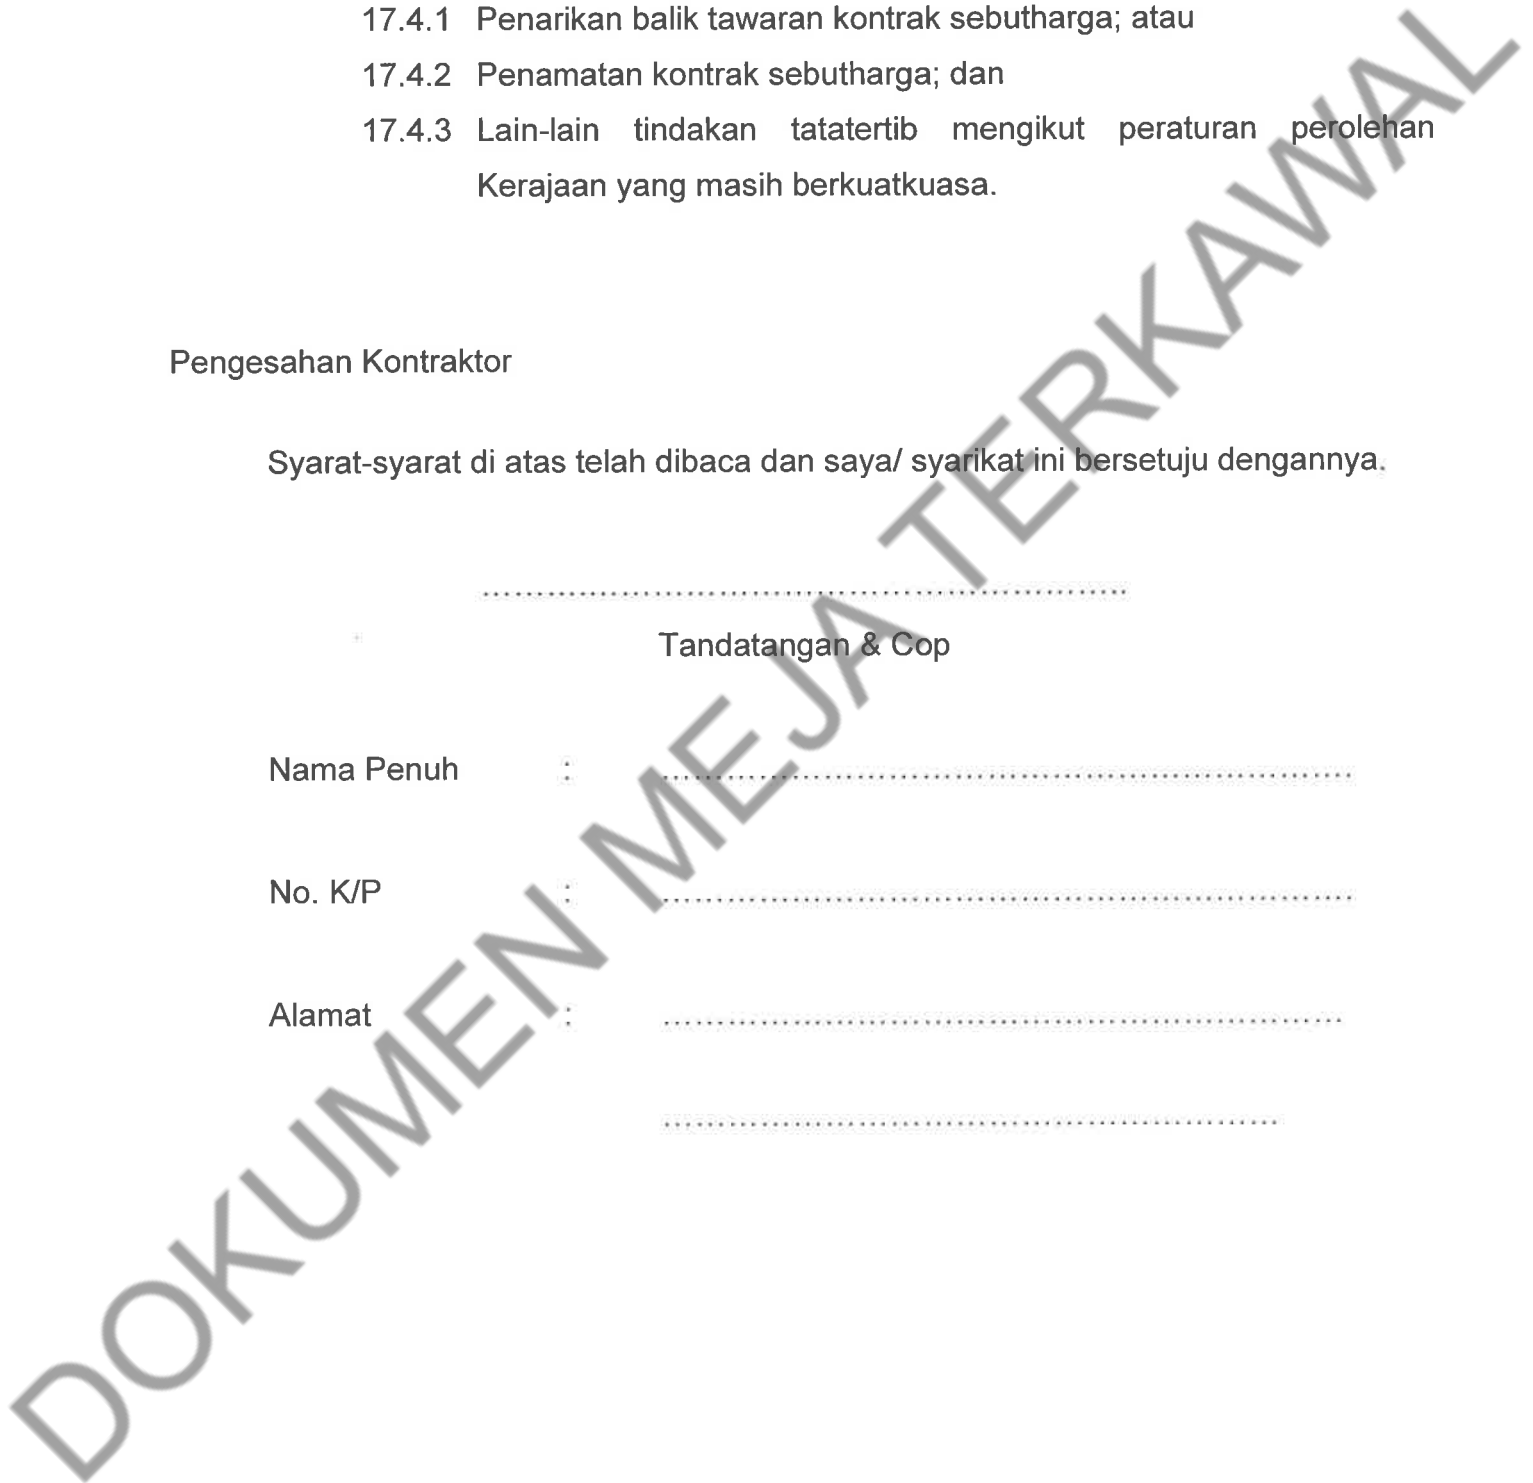 17.4.1 Penarikan balik tawaran kontrak sebutharga; atau
17.4.2 Penamatan kontrak sebutharga; dan
17.4.3 Lain-lain tindakan tatatertib mengikut peraturan perolehan
Kerajaan yang masih berkuatkuasa.
Pengesahan Kontraktor
Syarat-syarat di atas telah dibaca dan saya/ syarikat ini bersetuju dengannya.
................................................................
Tandatangan & Cop
Nama Penuh : ................................................................
No. K/P : ................................................................
Alamat : ................................................................
................................................................
DOKUMEN MEJA TERKAWAL